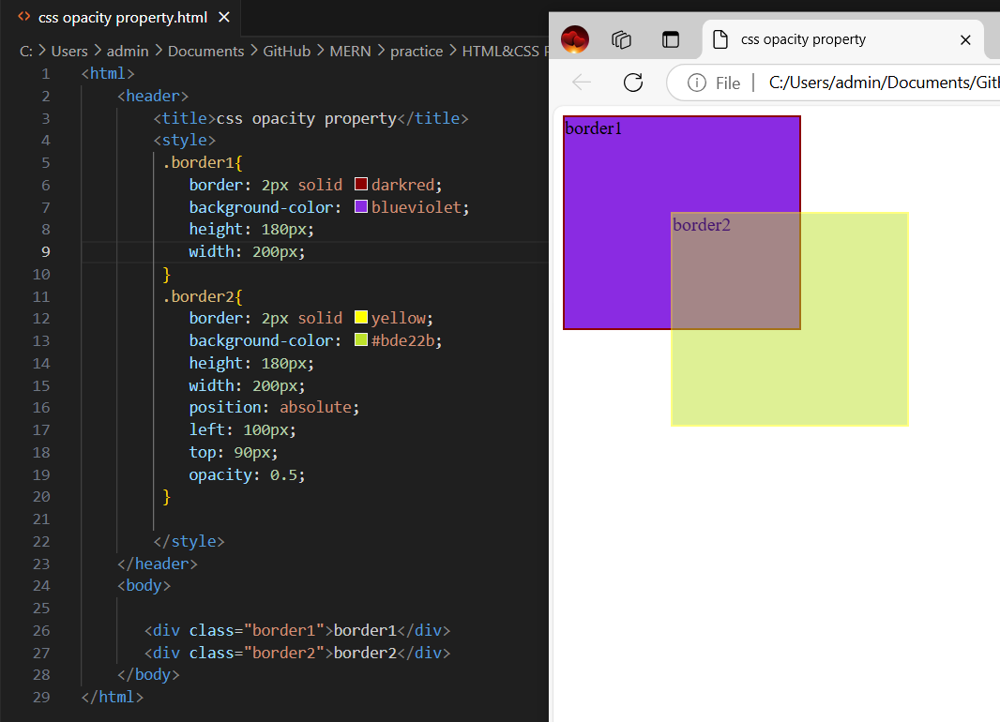 css opacity property.html
C: > Users > admin > Documents > GitHub > MERN > practice > HTML&CSS
1 <html>
2 <header>
3 <title>css opacity property</title>
4 <style>
5 .border1{
6 border: 2px solid darkred;
7 background-color: blueviolet;
8 height: 180px;
9 width: 200px;
10 }
11 .border2{
12 border: 2px solid yellow;
13 background-color: #bde22b;
14 height: 180px;
15 width: 200px;
16 position: absolute;
17 left: 100px;
18 top: 90px;
19 opacity: 0.5;
20 }
21
22 </style>
23 </header>
24 <body>
25
26 <div class="border1">border1</div>
27 <div class="border2">border2</div>
28 </body>
29 </html>
css opacity property
File | C:/Users/admin/Documents/Git
border1
border2